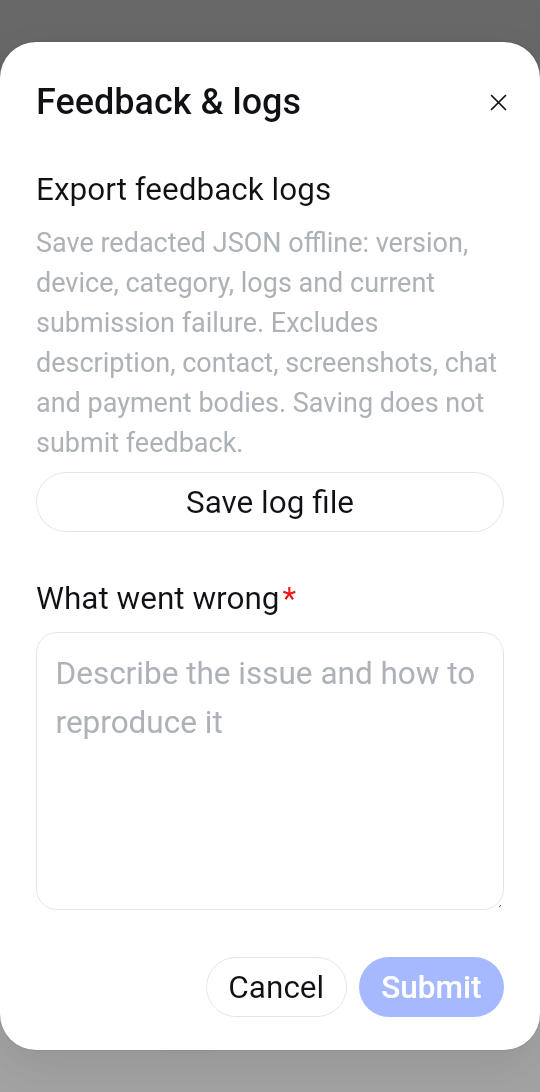 Feedback & logs
Export feedback logs
Save redacted JSON offline: version,
device, category, logs and current
submission failure. Excludes
description, contact, screenshots, chat
and payment bodies. Saving does not
submit feedback.
Save log file
What went wrong*
Describe the issue and how to
reproduce it
Cancel
Submit